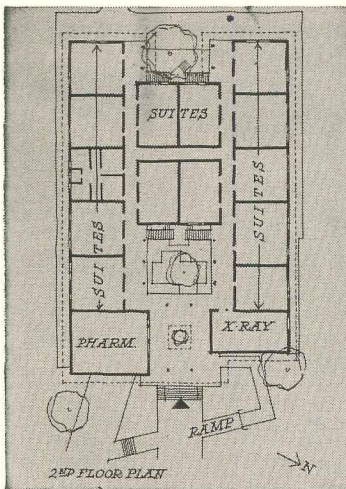 SUITES
SUITES
SUITES
PHARM.
X-RAY
RAMP
N
2ND FLOOR PLAN